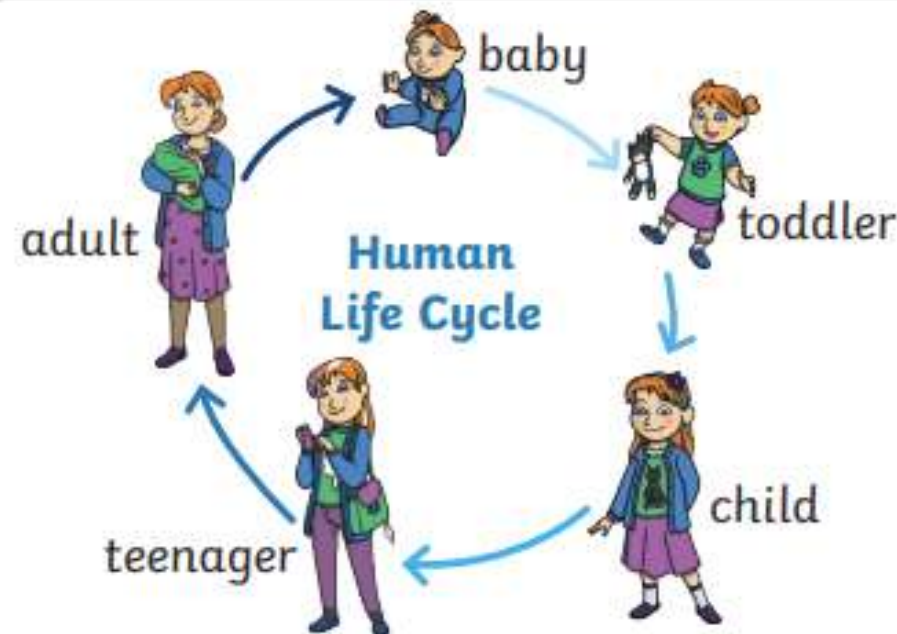 baby
toddler
child
teenager
adult
Human
Life Cycle